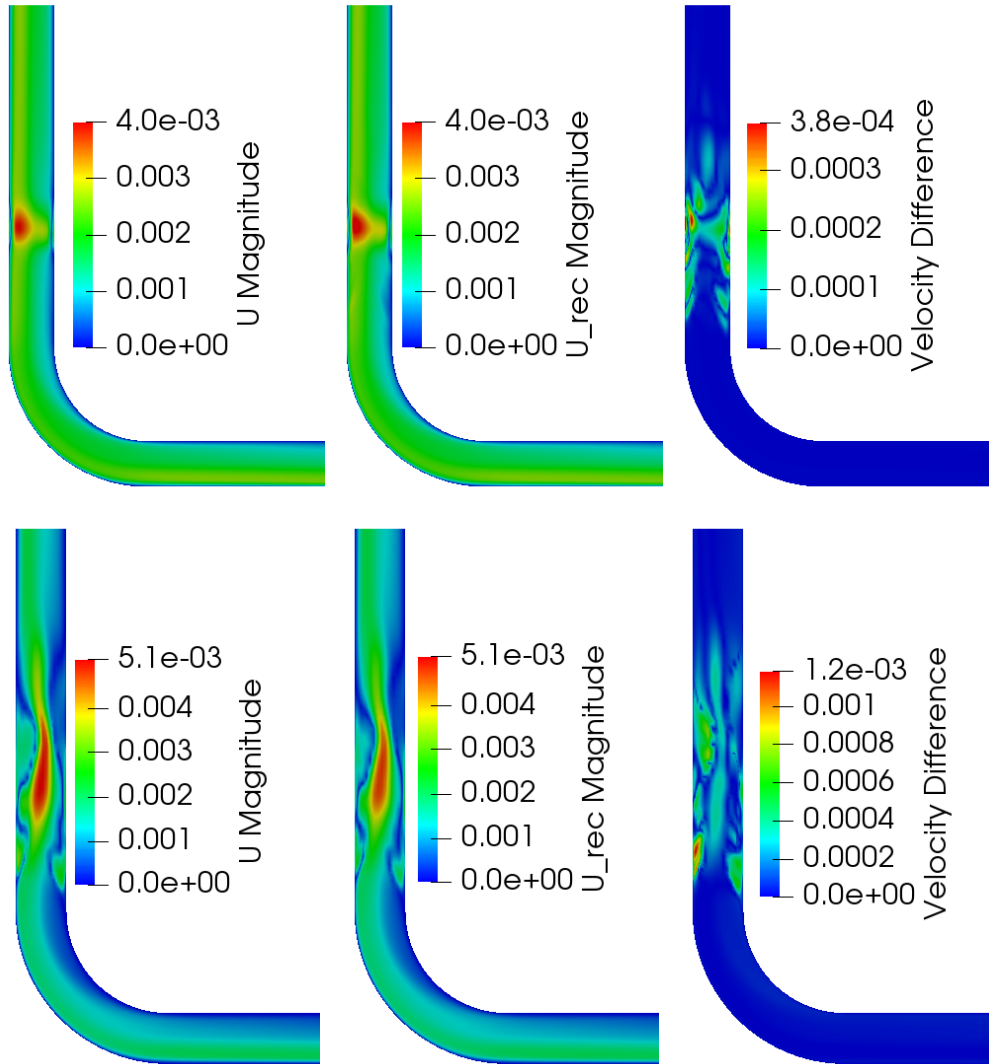 4.0e-03
0.003
0.002
0.001
0.0e+00
U Magnitude
4.0e-03
0.003
0.002
0.001
0.0e+00
U_rec Magnitude
3.8e-04
0.0003
0.0002
0.0001
0.0e+00
Velocity Difference
5.1e-03
0.004
0.003
0.002
0.001
0.0e+00
U Magnitude
5.1e-03
0.004
0.003
0.002
0.001
0.0e+00
U_rec Magnitude
1.2e-03
0.001
0.0008
0.0006
0.0004
0.0002
0.0e+00
Velocity Difference